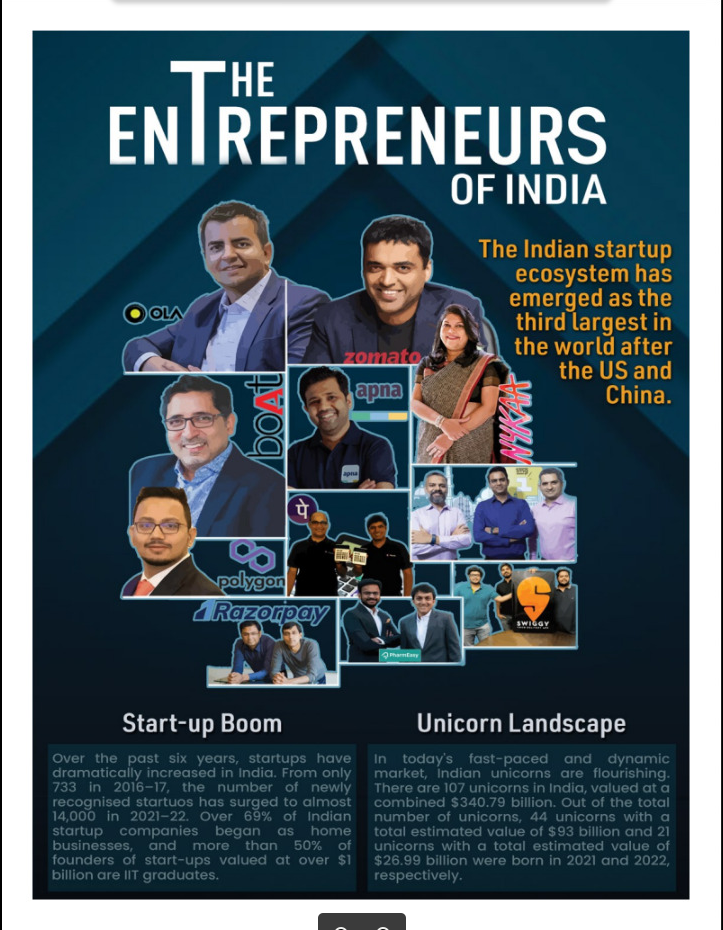 THE
ENTREPRENEURS
OF INDIA
The Indian startup
ecosystem has
emerged as the
third largest in
the world after
the US and
China.
OLA
zomato
boAt
apna
apna
NYKAA
पे
1
polygon
Razorpay
PharmEasy
SWIGGY
Start-up Boom
Over the past six years, startups have
dramatically increased in India. From only
733 in 2016–17, the number of newly
recognised startuos has surged to almost
14,000 in 2021–22. Over 69% of Indian
startup companies began as home
businesses, and more than 50% of
founders of start-ups valued at over $1
billion are IIT graduates.
Unicorn Landscape
In today's fast-paced and dynamic
market, Indian unicorns are flourishing.
There are 107 unicorns in India, valued at a
combined $340.79 billion. Out of the total
number of unicorns, 44 unicorns with a
total estimated value of $93 billion and 21
unicorns with a total estimated value of
$26.99 billion were born in 2021 and 2022,
respectively.